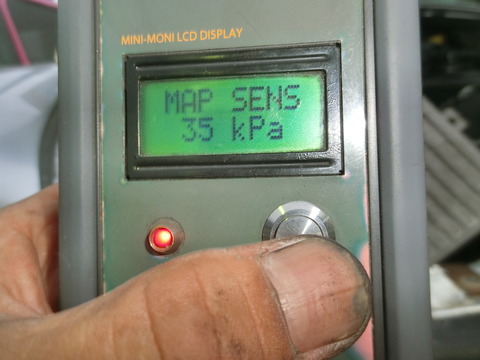 MINI-MONI LCD DISPLAY
MAP SENS
35 kPa